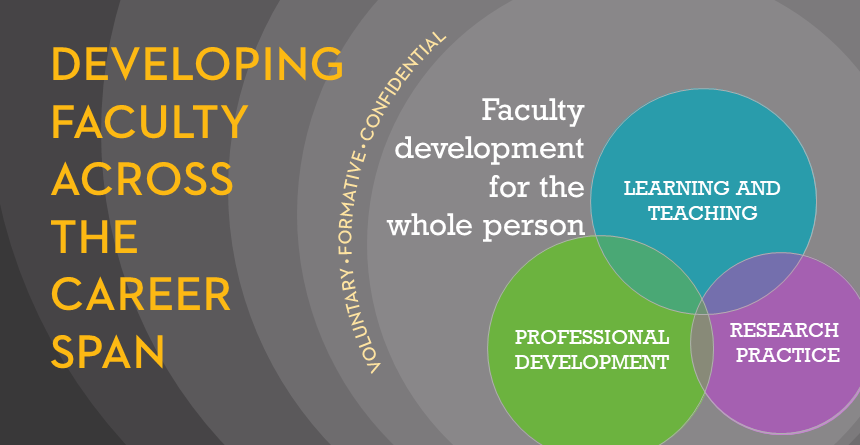 DEVELOPING
FACULTY
ACROSS
THE
CAREER
SPAN
VOLUNTARY • FORMATIVE • CONFIDENTIAL
Faculty
development
for the
whole person
LEARNING AND
TEACHING
PROFESSIONAL
DEVELOPMENT
RESEARCH
PRACTICE